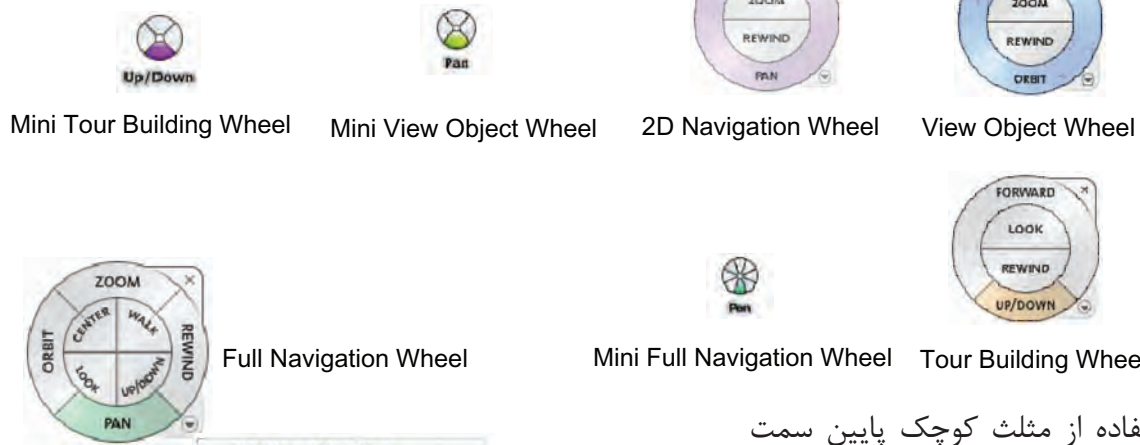 ZOOM
REWIND
PAN
ZOOM
REWIND
ORBIT
Up/Down
Pan
Mini Tour Building Wheel
Mini View Object Wheel
2D Navigation Wheel
View Object Wheel
FORWARD
LOOK
REWIND
UP/DOWN
ZOOM
CENTER
WALK
ORBIT
REWIND
LOOK
UP/DOWN
PAN
Full Navigation Wheel
Pan
Mini Full Navigation Wheel
Tour Building Whee
فاده از مثلث کوچک پایین سمت